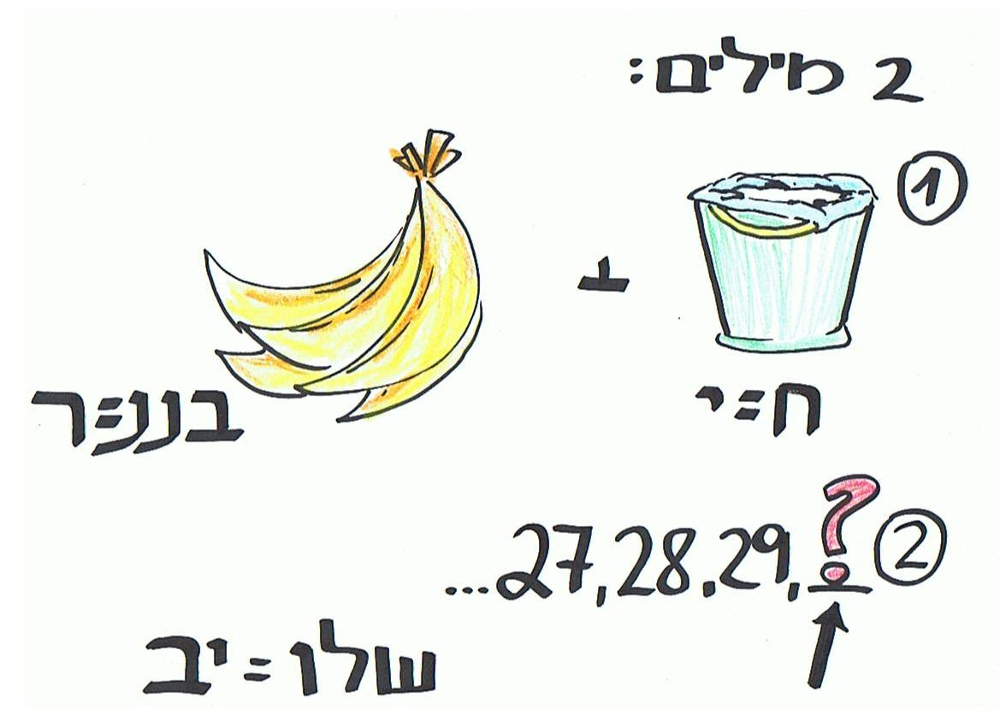 2 מילים:
1
﬩
ח=י
בננ=ר
2
...27,28,29,?
שלו=יב